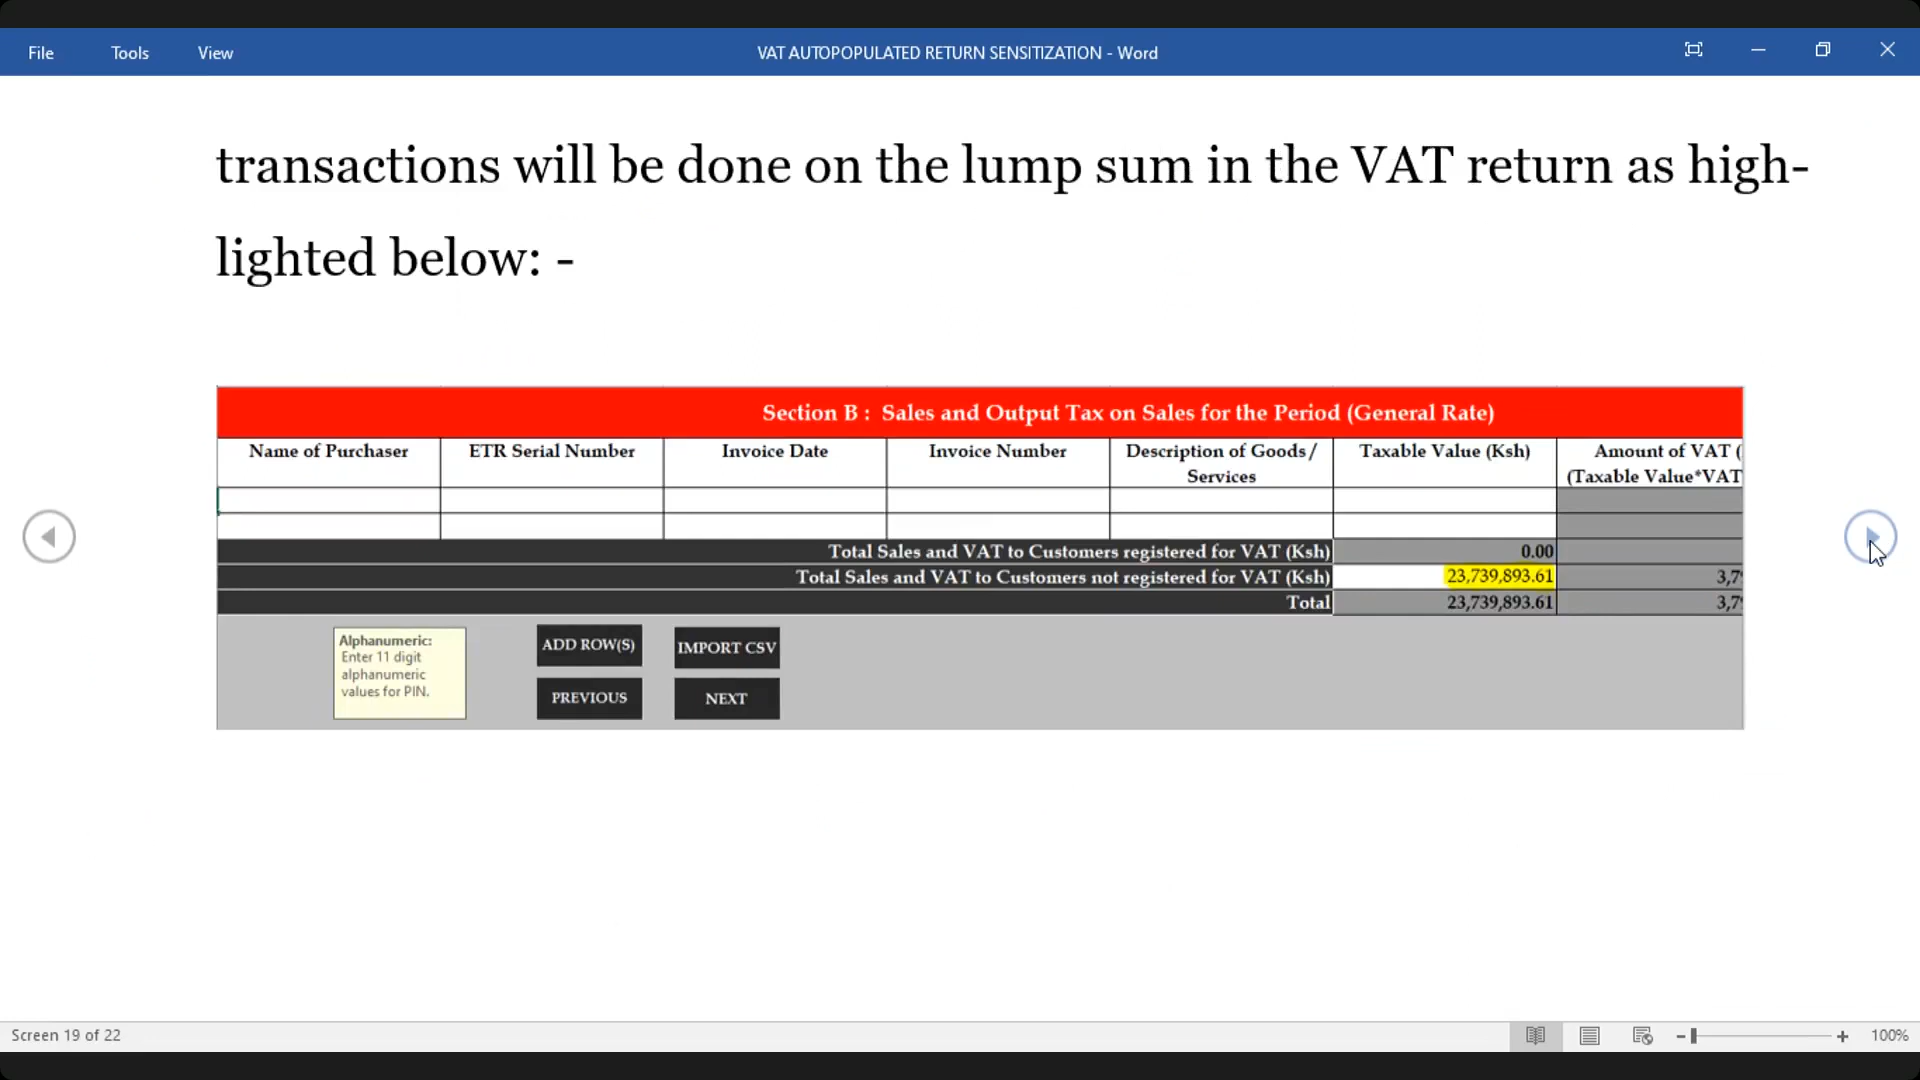 File Tools View VAT AUTOPOPULATED RETURN SENSITIZATION - Word
transactions will be done on the lump sum in the VAT return as high-
lighted below: -
Section B : Sales and Output Tax on Sales for the Period (General Rate)
Name of Purchaser ETR Serial Number Invoice Date Invoice Number Description of Goods / Taxable Value (Ksh) Amount of VAT (
Services (Taxable Value*VAT
Total Sales and VAT to Customers registered for VAT (Ksh) 0.00
Total Sales and VAT to Customers not registered for VAT (Ksh) 23,739,893.61 3,7
Total 23,739,893.61 3,7
Alphanumeric:
Enter 11 digit
alphanumeric
values for PIN.
ADD ROW(S) IMPORT CSV
PREVIOUS NEXT
Screen 19 of 22 100%